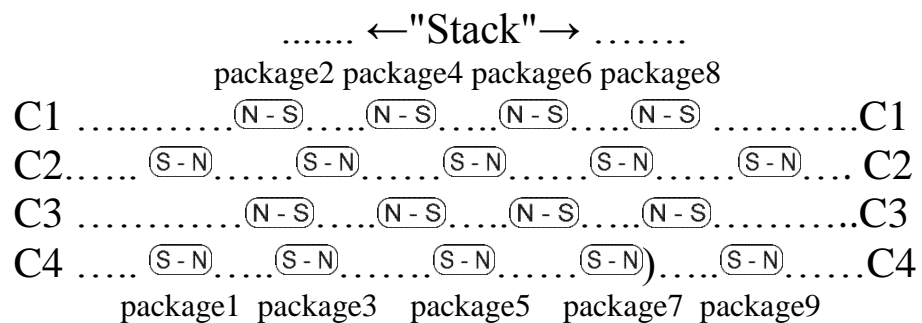 ....... ←"Stack"→ .......
package2 package4 package6 package8
C1 ………….. N - S ….. N - S ….. N - S ….. N - S ………..C1
C2….. S - N …… S - N …… S - N …… S - N …… S - N …. C2
C3 ………… N - S ….. N - S ….. N - S ….. N - S ………..C3
C4 ….. S - N ….. S - N ……. S - N …… S - N)….. S - N ……C4
package1 package3 package5 package7 package9